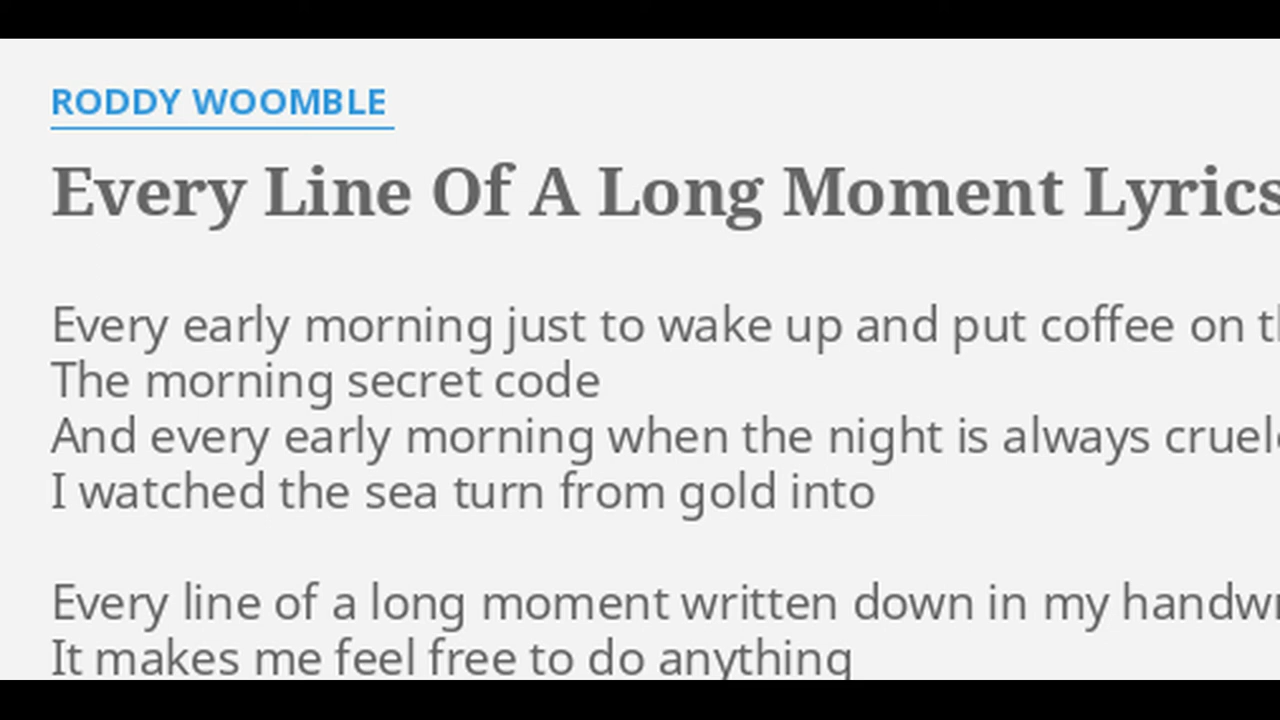 RODDY WOOMBLE
Every Line Of A Long Moment Lyrics
Every early morning just to wake up and put coffee on
The morning secret code
And every early morning when the night is always
I watched the sea turn from gold into
Every line of a long moment written down in my
It makes me feel free to do anything